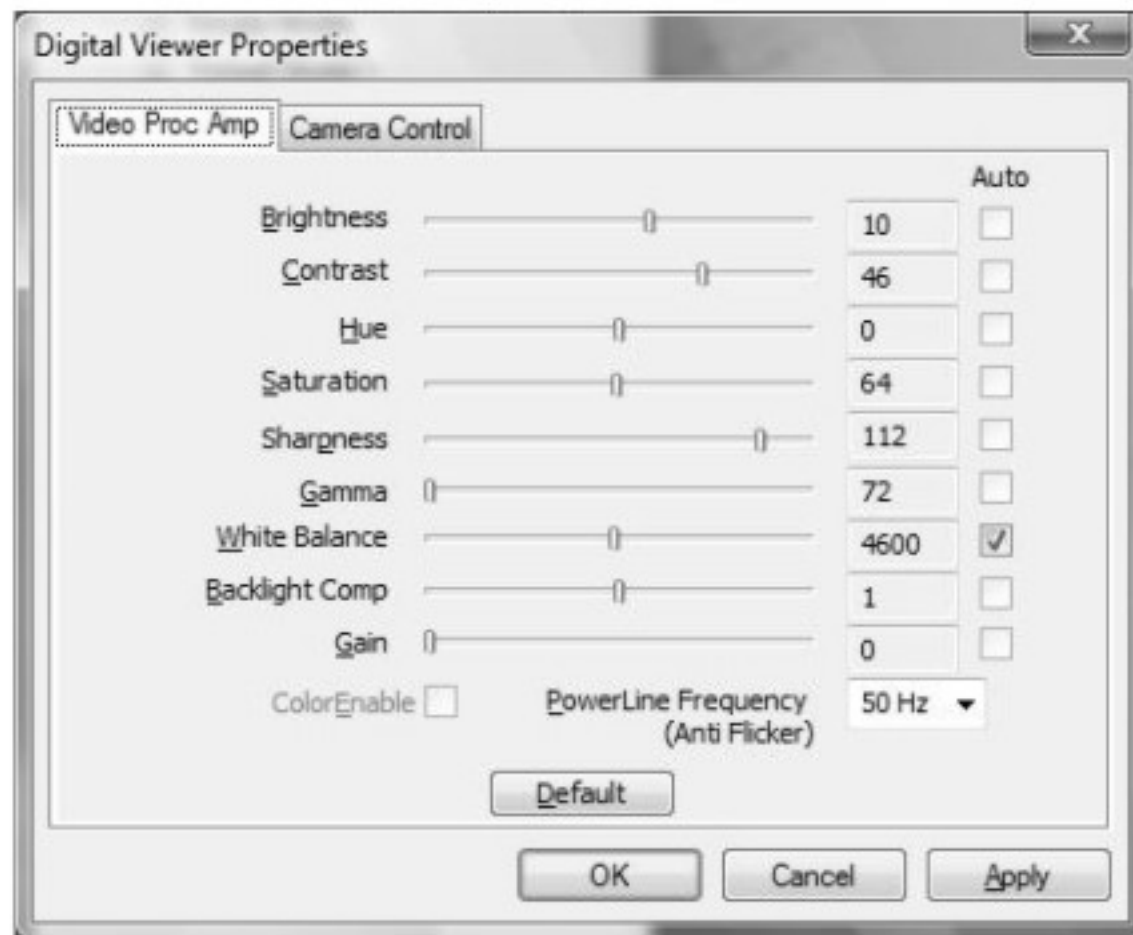 Digital Viewer Properties
Video Proc Amp Camera Control
Auto
Brightness 10
Contrast 46
Hue 0
Saturation 64
Sharpness 112
Gamma 72
White Balance 4600
Backlight Comp 1
Gain 0
ColorEnable PowerLine Frequency 50 Hz
(Anti Flicker)
Default
OK Cancel Apply